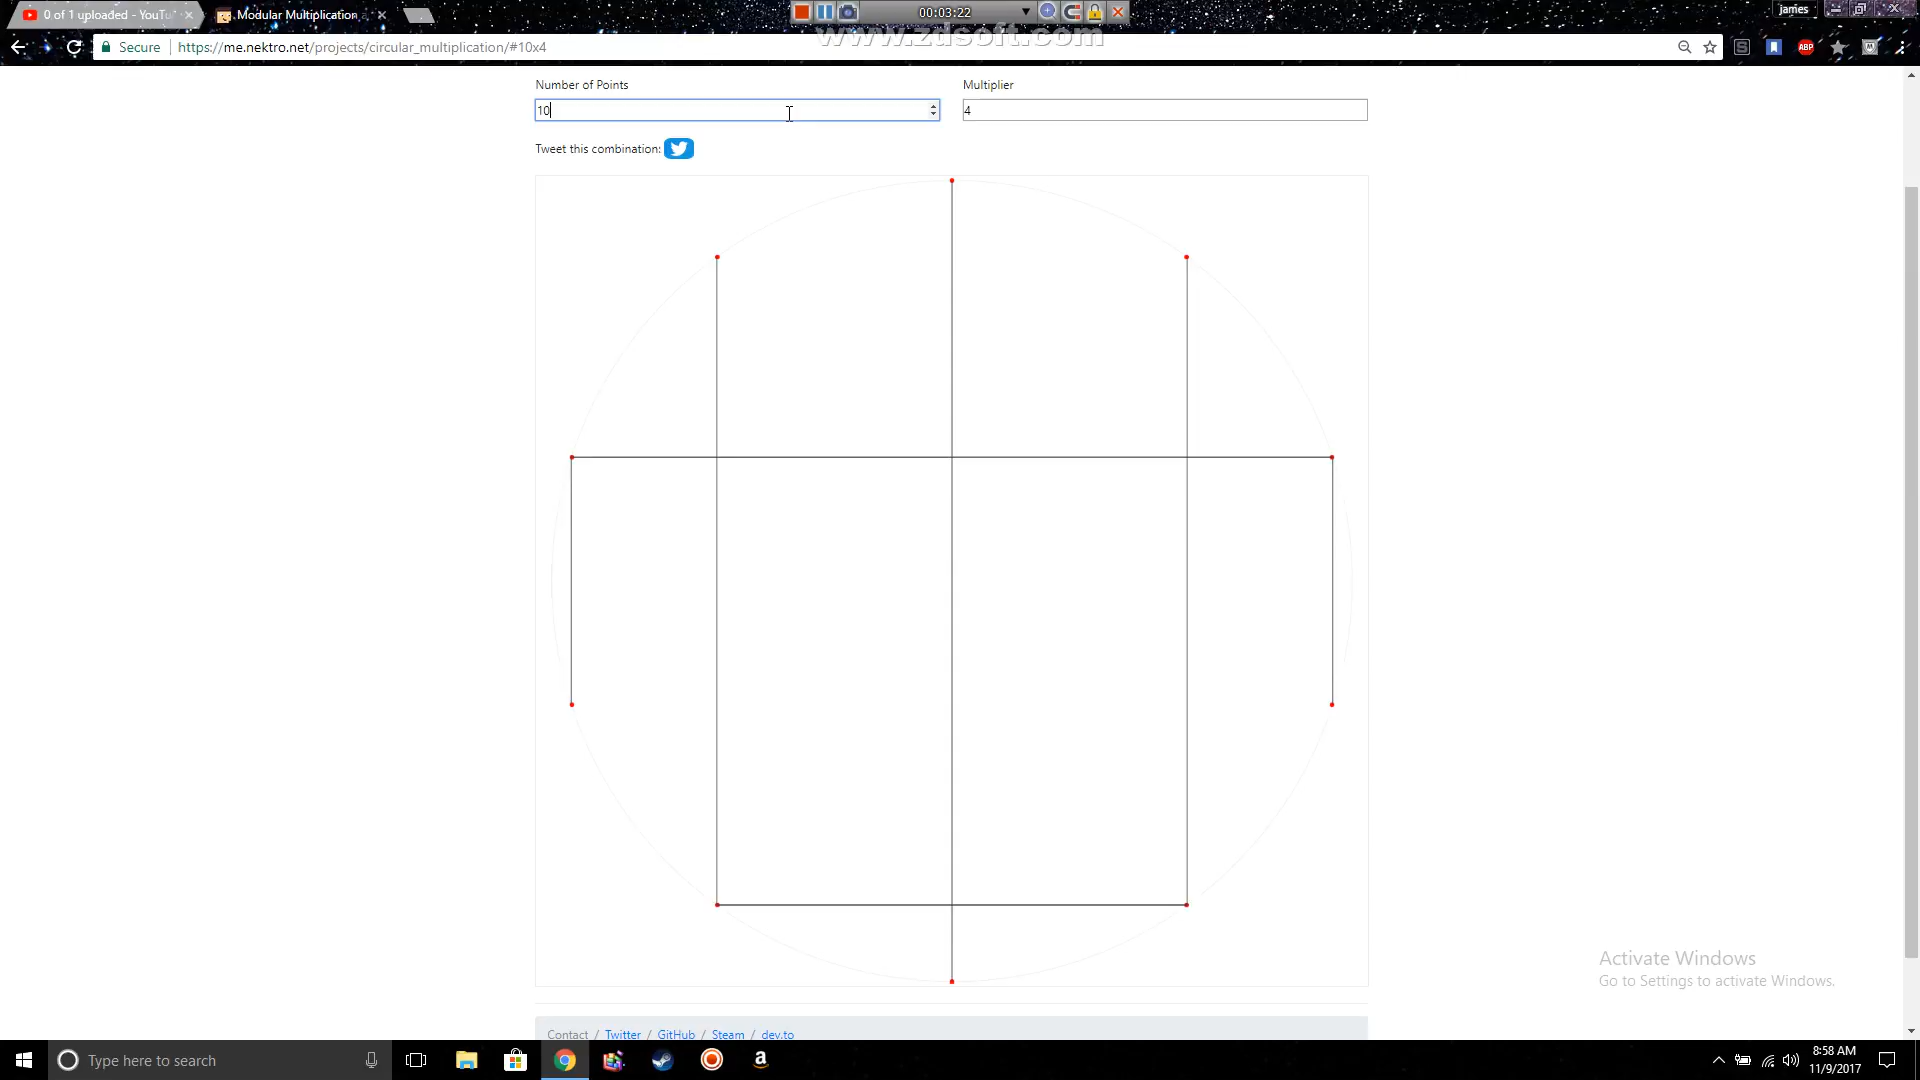 0 of 1 uploaded - YouTu
Modular Multiplication
00:03:22
james
www.zdsoft.com
Secure
https://me.nektro.net/projects/circular_multiplication/#10x4
ABP
Number of Points
Multiplier
10
4
Tweet this combination:
Activate Windows
Go to Settings to activate Windows.
Contact / Twitter / GitHub / Steam / dev.to
Type here to search
8:58 AM
11/9/2017